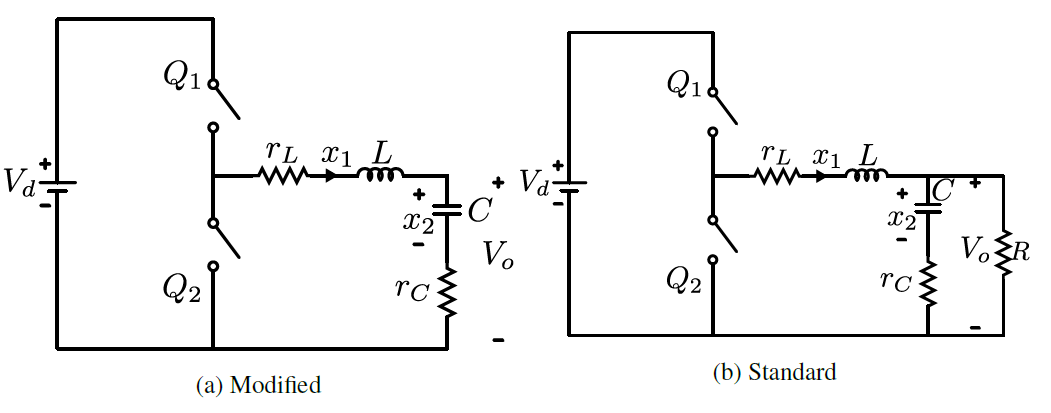 Q1
rL x1 L
Vd + -
+ x2 - C
+ Vo -
Q2
rC
(a) Modified
Q1
rL x1 L
Vd + -
+ x2 - C
+ Vo - R
Q2
rC
(b) Standard